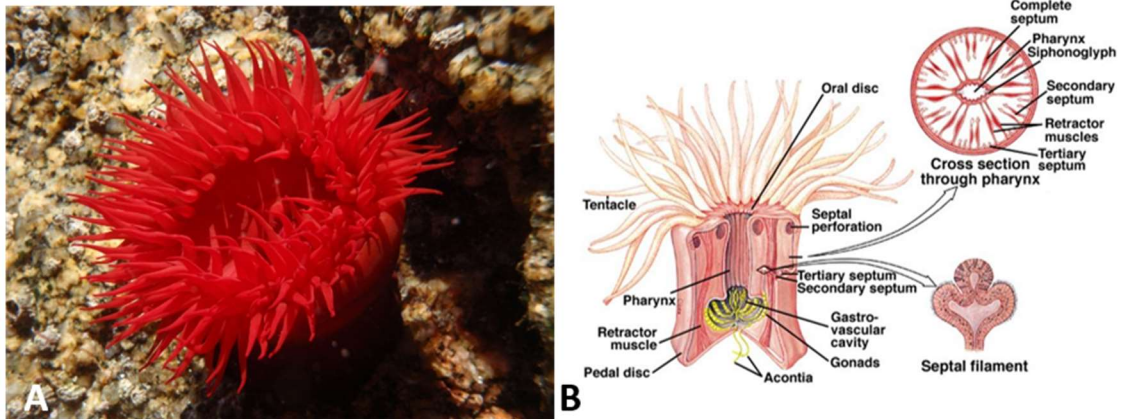 A
B
Complete
septum
Pharynx
Siphonoglyph
Secondary
septum
Retractor
muscles
Tertiary
septum
Cross section
through pharynx
Oral disc
Tentacle
Septal
perforation
Tertiary septum
Secondary septum
Pharynx
Gastro-
vascular
cavity
Retractor
muscle
Gonads
Pedal disc
Acontia
Septal filament